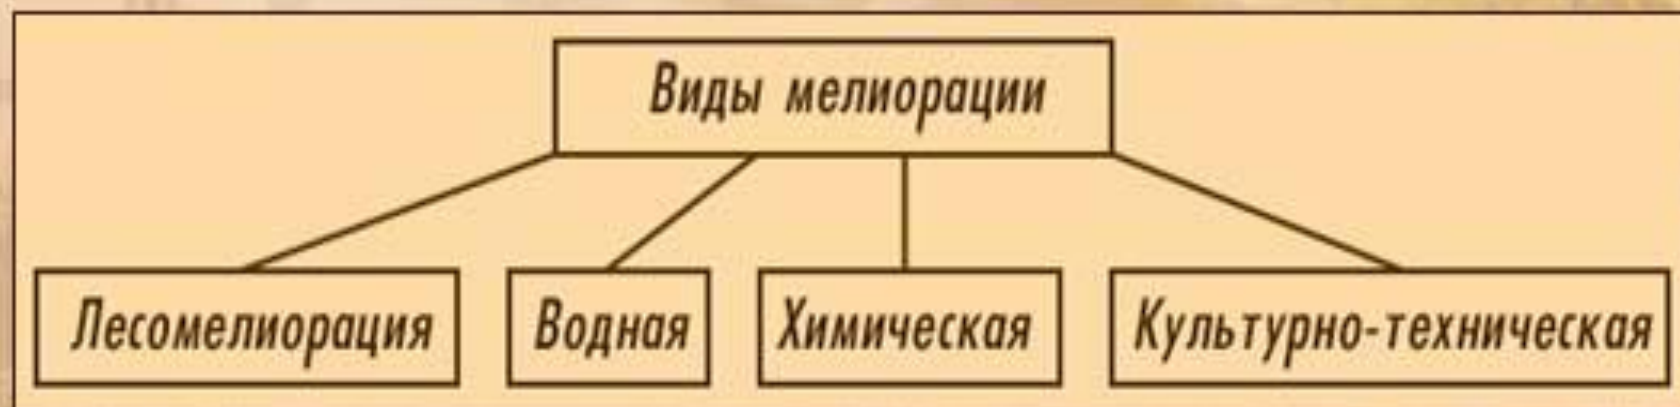 Виды мелиорации
Лесомелиорация
Водная
Химическая
Культурно-техническая